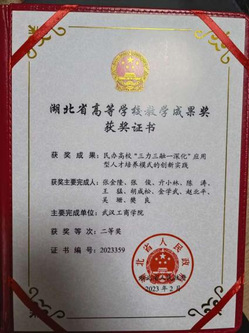 湖北省高等学校教学成果奖
获奖证书
获奖成果：民办高校“三力三融一深化”应用
型人才培养模式的创新实践
获奖主要完成人：张金隆、张 俊、亓小林、陈 涛、
王 猛、胡成松、金学武、赵北平、
吴 姗、樊 良
主要完成单位：武汉工商学院
获奖等次：二等奖
证书编号：2023359
湖北省人民政府
2023年2月